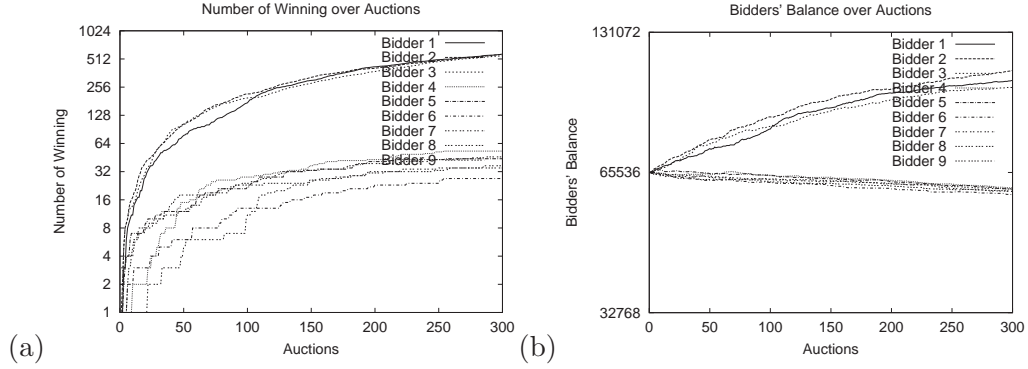 Number of Winning over Auctions
1024
512
256
128
64
32
16
8
4
2
1
0 50 100 150 200 250 300
Number of Winning
Auctions
Bidder 1
Bidder 2
Bidder 3
Bidder 4
Bidder 5
Bidder 6
Bidder 7
Bidder 8
Bidder 9
(a)
Bidders' Balance over Auctions
131072
65536
32768
0 50 100 150 200 250 300
Bidders' Balance
Auctions
Bidder 1
Bidder 2
Bidder 3
Bidder 4
Bidder 5
Bidder 6
Bidder 7
Bidder 8
Bidder 9
(b)